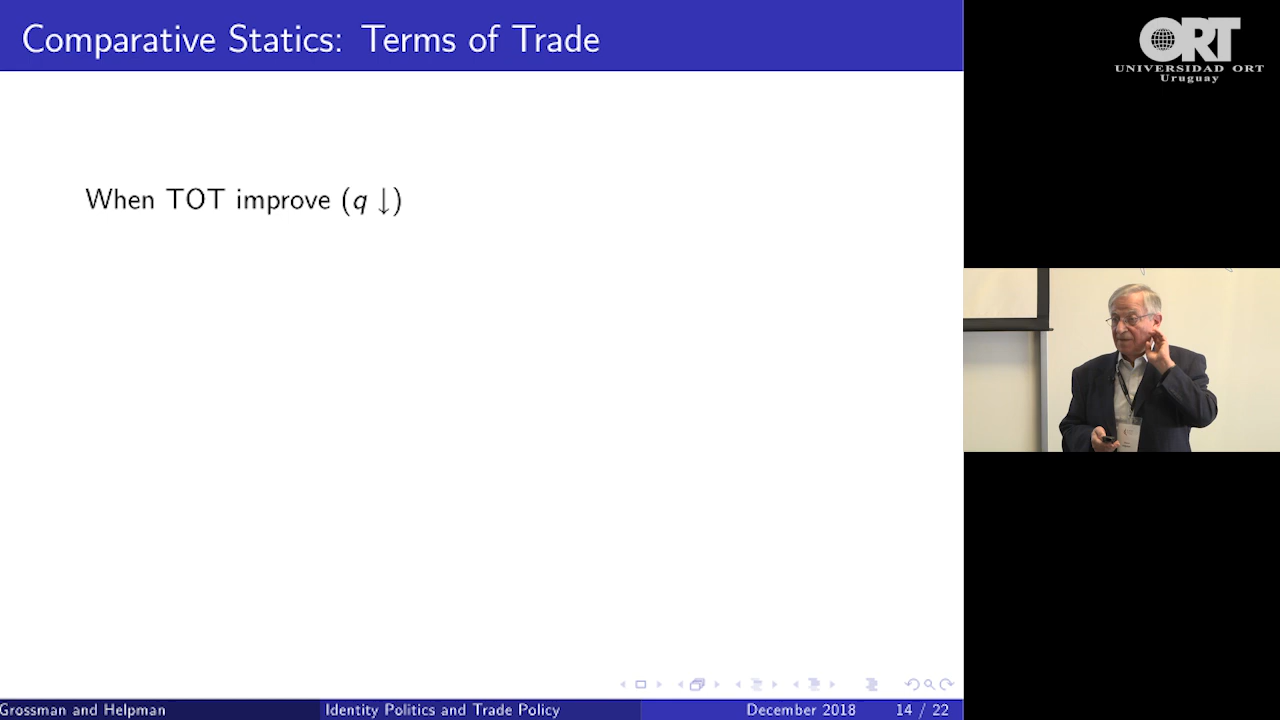 Comparative Statics: Terms of Trade
When TOT improve (q ↓)
Grossman and Helpman
Identity Politics and Trade Policy
December 2018
14 / 22
ORT
UNIVERSIDAD ORT
Uruguay